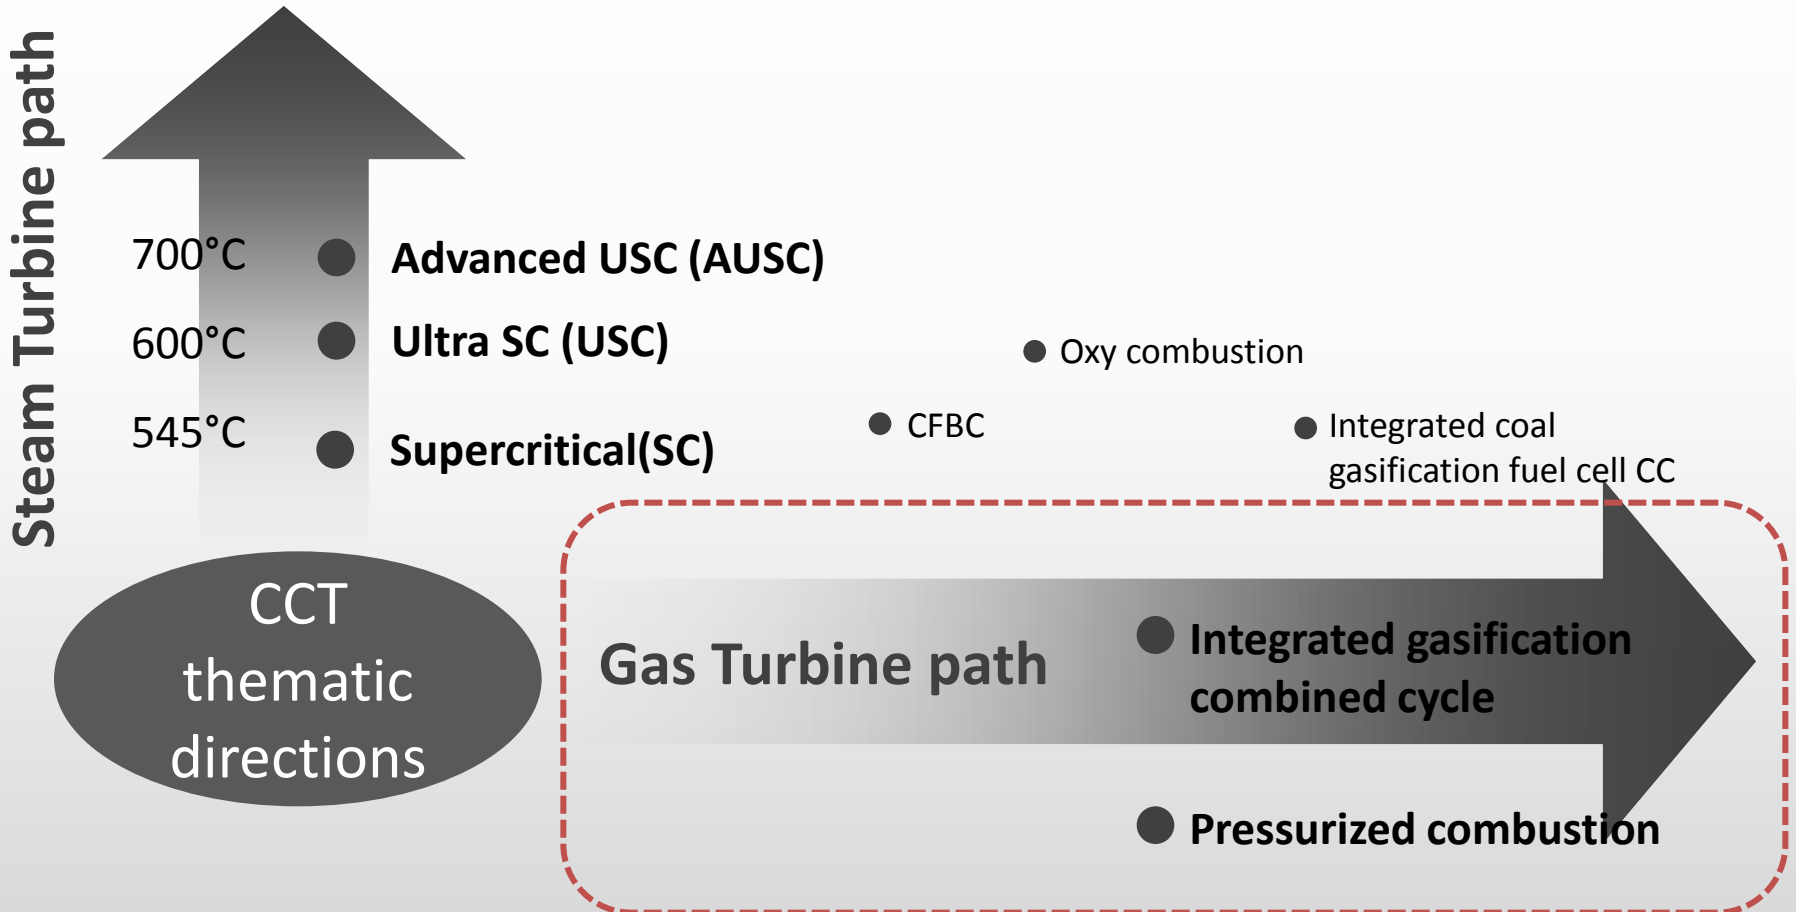 Steam Turbine path
700°C
Advanced USC (AUSC)
600°C
Ultra SC (USC)
545°C
Supercritical(SC)
Oxy combustion
CFBC
Integrated coal
gasification fuel cell CC
CCT
thematic
directions
Gas Turbine path
Integrated gasification
combined cycle
Pressurized combustion